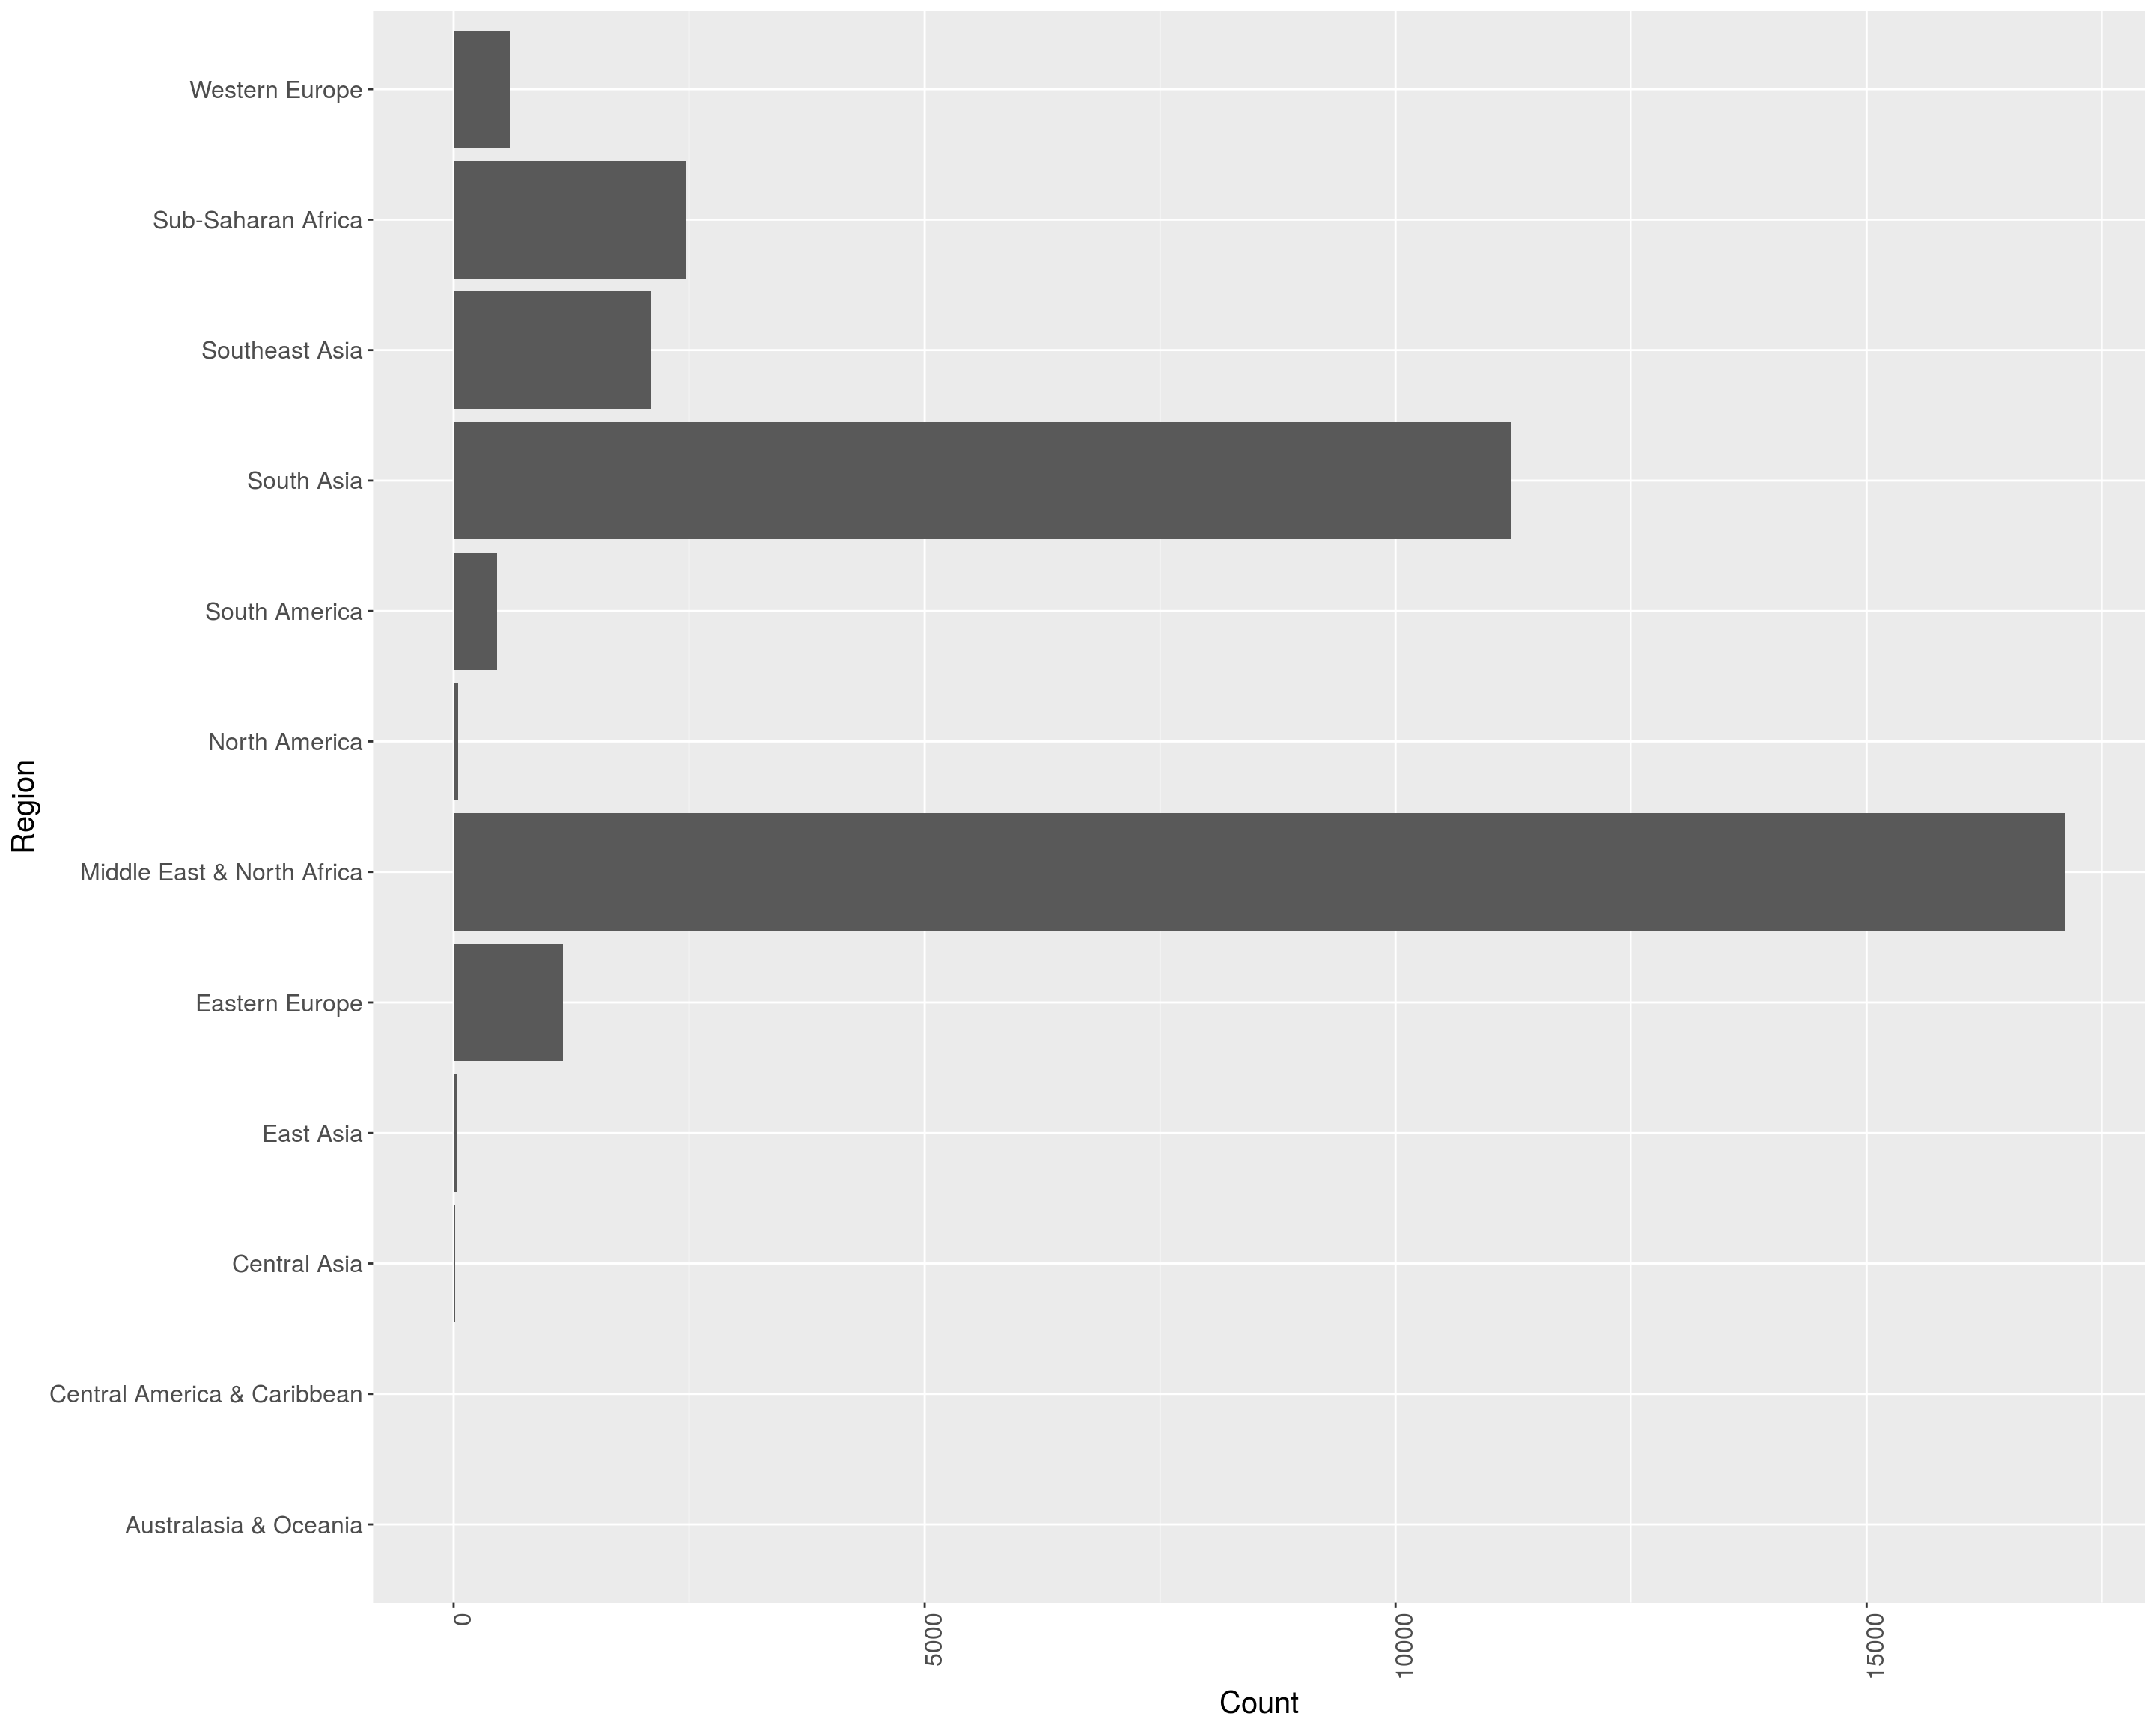 Western Europe
Sub-Saharan Africa
Southeast Asia
South Asia
South America
North America
Middle East & North Africa
Eastern Europe
East Asia
Central Asia
Central America & Caribbean
Australasia & Oceania
Region
0
5000
10000
15000
Count